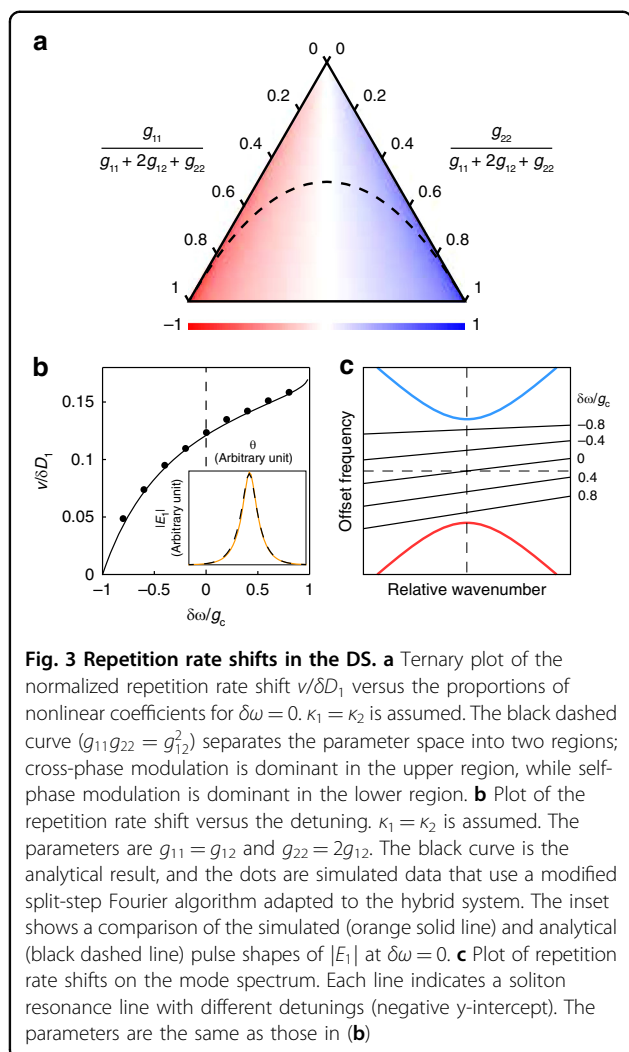 a
0 0
0.2 0.2
0.4 0.4
0.6 0.6
0.8 0.8
1 1
g₁₁
g₁₁ + 2g₁₂ + g₂₂
g₂₂
g₁₁ + 2g₁₂ + g₂₂
−1 1
b
0.15
0.10
0.05
0
v/δD₁
−1 −0.5 0 0.5 1
δω/g꜀
θ
(Arbitrary unit)
|E₁|
(Arbitrary unit)
c
δω/g꜀
−0.8
−0.4
0
0.4
0.8
Offset frequency
Relative wavenumber
Fig. 3 Repetition rate shifts in the DS. a Ternary plot of the
normalized repetition rate shift v/δD₁ versus the proportions of
nonlinear coefficients for δω = 0. κ₁ = κ₂ is assumed. The black dashed
curve (g₁₁g₂₂ = g₁₂²) separates the parameter space into two regions;
cross-phase modulation is dominant in the upper region, while self-
phase modulation is dominant in the lower region. b Plot of the
repetition rate shift versus the detuning. κ₁ = κ₂ is assumed. The
parameters are g₁₁ = g₁₂ and g₂₂ = 2g₁₂. The black curve is the
analytical result, and the dots are simulated data that use a modified
split-step Fourier algorithm adapted to the hybrid system. The inset
shows a comparison of the simulated (orange solid line) and analytical
(black dashed line) pulse shapes of |E₁| at δω = 0. c Plot of repetition
rate shifts on the mode spectrum. Each line indicates a soliton
resonance line with different detunings (negative y-intercept). The
parameters are the same as those in (b)